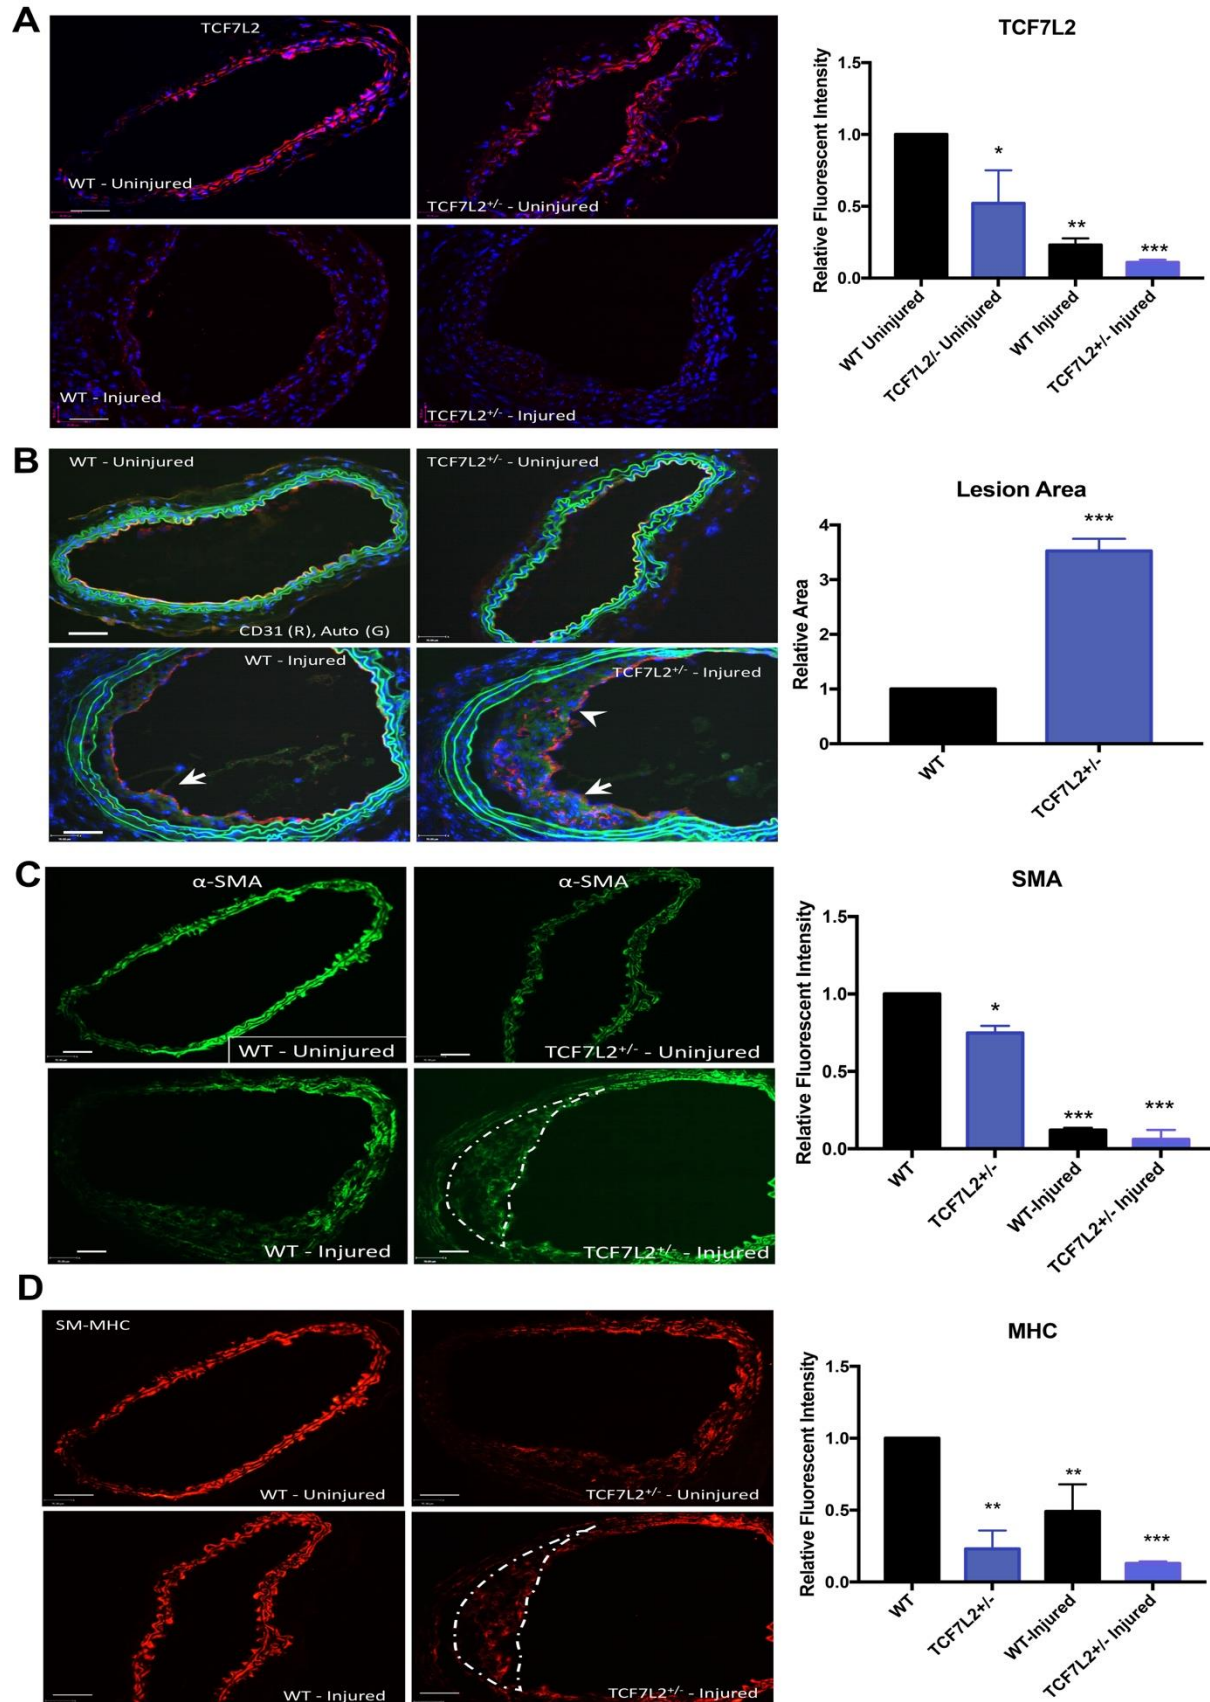 A
TCF7L2
WT - Uninjured
TCF7L2+/- - Uninjured
WT - Injured
TCF7L2+/- - Injured
TCF7L2
Relative Fluorescent Intensity
1.5
1.0
0.5
0.0
*
**
***
WT Uninjured
TCF7L2/- Uninjured
WT Injured
TCF7L2+/- Injured
B
WT - Uninjured
TCF7L2+/- - Uninjured
CD31 (R), Auto (G)
WT - Injured
TCF7L2+/- - Injured
Lesion Area
Relative Area
4
3
2
1
0
***
WT
TCF7L2+/-
C
α-SMA
α-SMA
WT - Uninjured
TCF7L2+/- - Uninjured
WT - Injured
TCF7L2+/- - Injured
SMA
Relative Fluorescent Intensity
1.5
1.0
0.5
0.0
*
***
***
WT
TCF7L2+/-
WT-Injured
TCF7L2+/- Injured
D
SM-MHC
WT - Uninjured
TCF7L2+/- - Uninjured
WT - Injured
TCF7L2+/- - Injured
MHC
Relative Fluorescent Intensity
1.5
1.0
0.5
0.0
**
**
***
WT
TCF7L2+/-
WT-Injured
TCF7L2+/- Injured